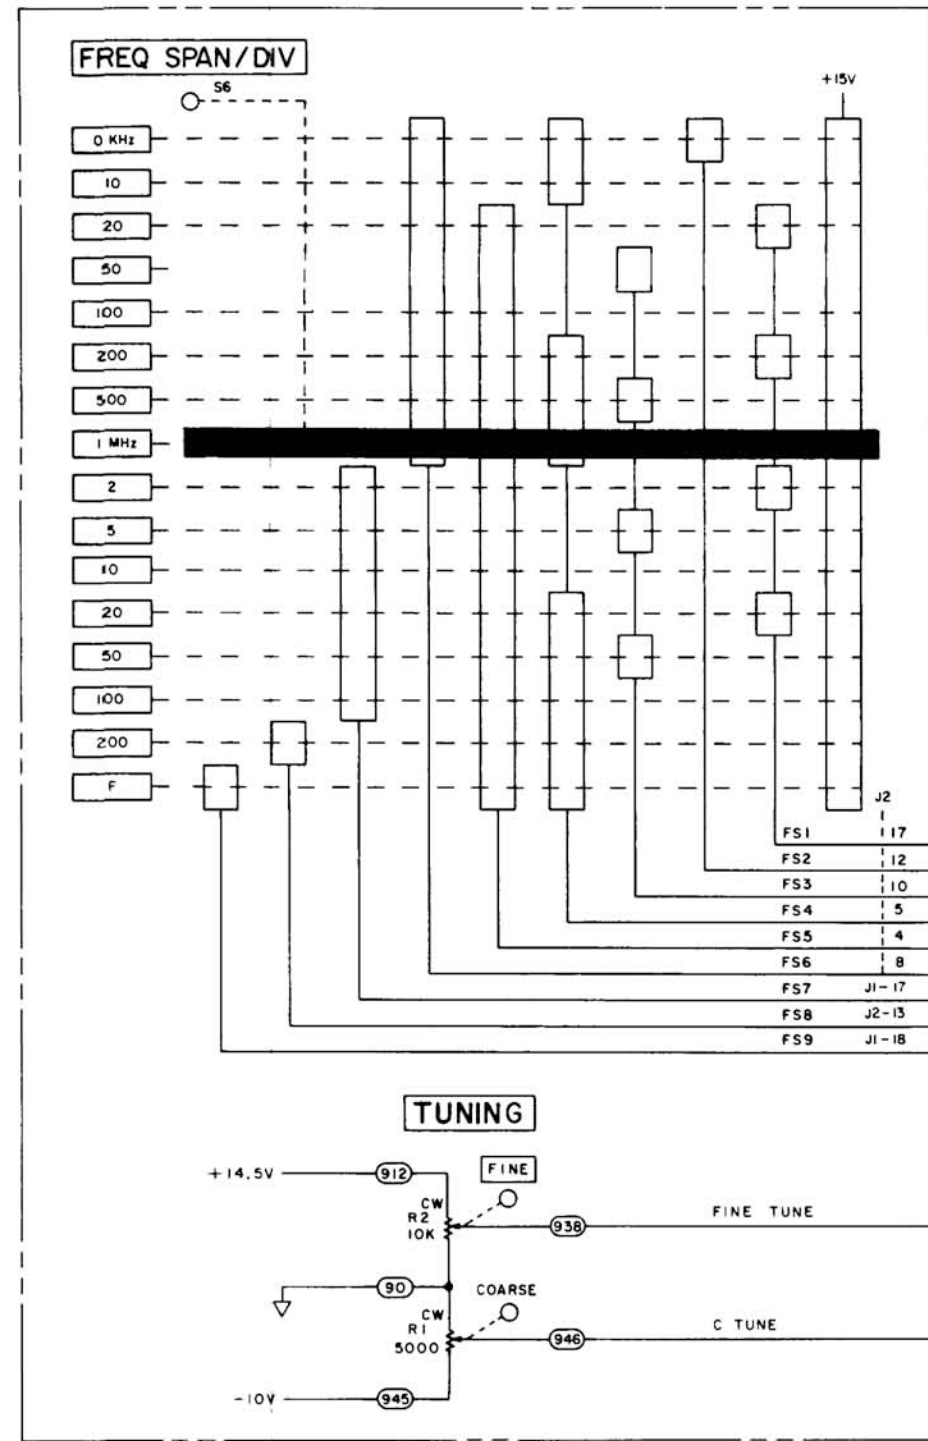 FREQ SPAN/DIV
S6
+15V
0 KHz
10
20
50
100
200
500
1 MHz
2
5
10
20
50
100
200
F
J2
FS1 17
FS2 12
FS3 10
FS4 5
FS5 4
FS6 8
FS7 J1-17
FS8 J2-13
FS9 J1-18
TUNING
+14.5V 912 FINE
CW
R2
10K
938 FINE TUNE
90 COARSE
CW
R1
5000
946 C TUNE
-10V 945